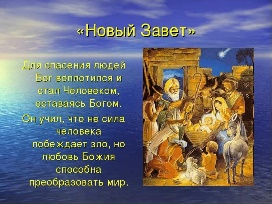 «Новый Завет»
Для спасения людей
Бог воплотился и
стал Человеком,
оставаясь Богом.
Он учил, что не сила
человека
побеждает зло, но
любовь Божия
способна
преобразовать мир.